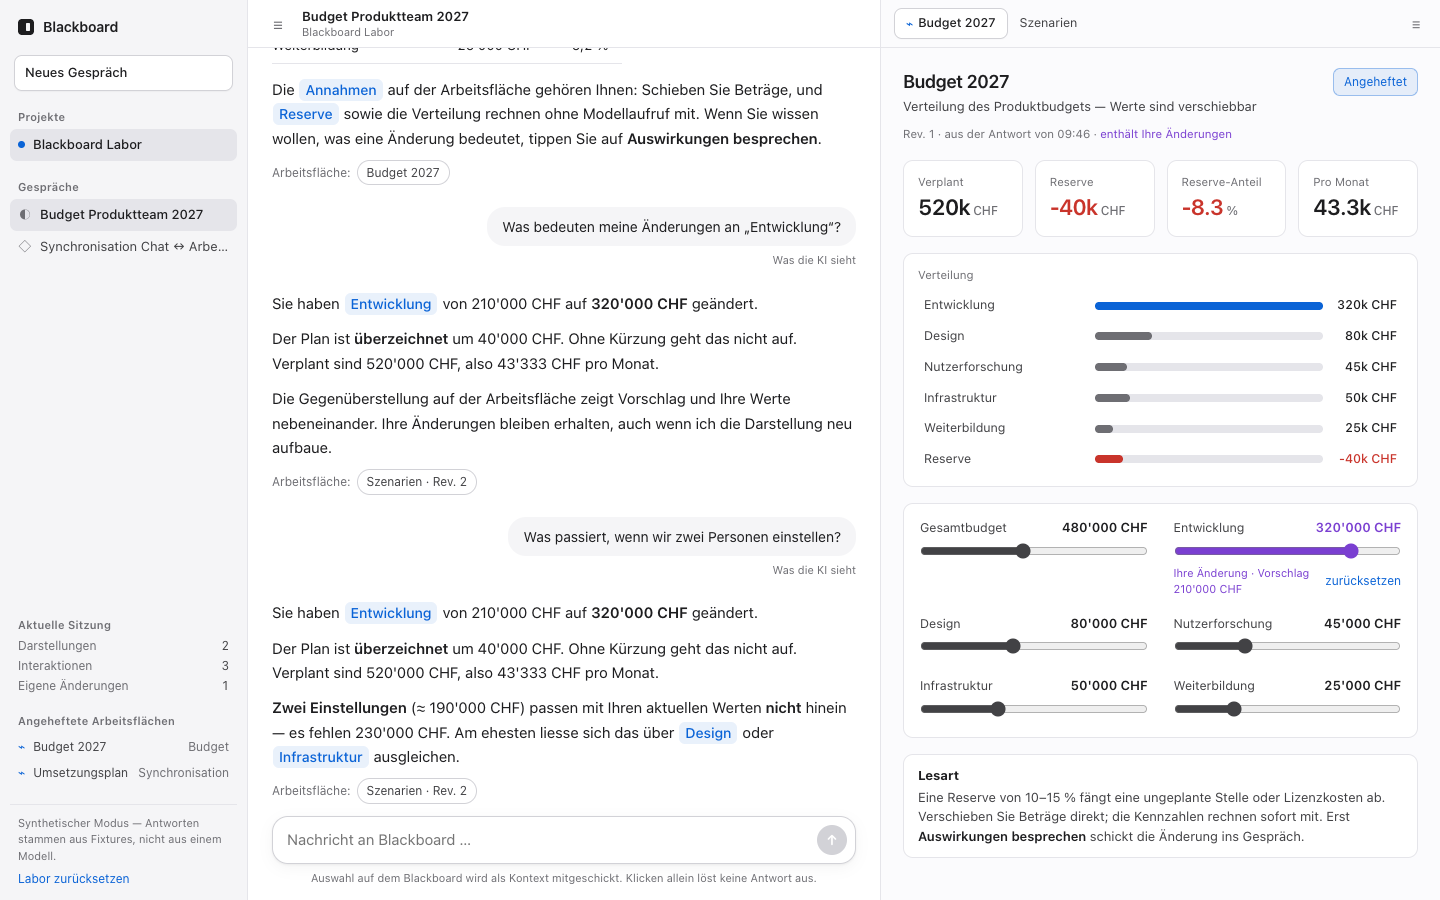 Blackboard
Neues Gespräch
Projekte
Blackboard Labor
Gespräche
Budget Produktteam 2027
Synchronisation Chat ↔ Arbe…
Aktuelle Sitzung
Darstellungen 2
Interaktionen 3
Eigene Änderungen 1
Angeheftete Arbeitsflächen
Budget 2027 Budget
Umsetzungsplan Synchronisation
Synthetischer Modus — Antworten
stammen aus Fixtures, nicht aus einem
Modell.
Labor zurücksetzen
Budget Produktteam 2027
Blackboard Labor
Die Annahmen auf der Arbeitsfläche gehören Ihnen: Schieben Sie Beträge, und
Reserve sowie die Verteilung rechnen ohne Modellaufruf mit. Wenn Sie wissen
wollen, was eine Änderung bedeutet, tippen Sie auf Auswirkungen besprechen.
Arbeitsfläche: Budget 2027
Was bedeuten meine Änderungen an „Entwicklung“?
Was die KI sieht
Sie haben Entwicklung von 210'000 CHF auf 320'000 CHF geändert.
Der Plan ist überzeichnet um 40'000 CHF. Ohne Kürzung geht das nicht auf.
Verplant sind 520'000 CHF, also 43'333 CHF pro Monat.
Die Gegenüberstellung auf der Arbeitsfläche zeigt Vorschlag und Ihre Werte
nebeneinander. Ihre Änderungen bleiben erhalten, auch wenn ich die Darstellung neu
aufbaue.
Arbeitsfläche: Szenarien · Rev. 2
Was passiert, wenn wir zwei Personen einstellen?
Was die KI sieht
Sie haben Entwicklung von 210'000 CHF auf 320'000 CHF geändert.
Der Plan ist überzeichnet um 40'000 CHF. Ohne Kürzung geht das nicht auf.
Verplant sind 520'000 CHF, also 43'333 CHF pro Monat.
Zwei Einstellungen (≈ 190'000 CHF) passen mit Ihren aktuellen Werten nicht hinein
— es fehlen 230'000 CHF. Am ehesten liesse sich das über Design oder
Infrastruktur ausgleichen.
Arbeitsfläche: Szenarien · Rev. 2
Nachricht an Blackboard …
Auswahl auf dem Blackboard wird als Kontext mitgeschickt. Klicken allein löst keine Antwort aus.
Budget 2027 Szenarien
Budget 2027 Angeheftet
Verteilung des Produktbudgets — Werte sind verschiebbar
Rev. 1 · aus der Antwort von 09:46 · enthält Ihre Änderungen
Verplant
520k CHF
Reserve
-40k CHF
Reserve-Anteil
-8.3 %
Pro Monat
43.3k CHF
Verteilung
Entwicklung 320k CHF
Design 80k CHF
Nutzerforschung 45k CHF
Infrastruktur 50k CHF
Weiterbildung 25k CHF
Reserve -40k CHF
Gesamtbudget 480'000 CHF
Entwicklung 320'000 CHF
Ihre Änderung · Vorschlag
210'000 CHF
zurücksetzen
Design 80'000 CHF
Nutzerforschung 45'000 CHF
Infrastruktur 50'000 CHF
Weiterbildung 25'000 CHF
Lesart
Eine Reserve von 10–15 % fängt eine ungeplante Stelle oder Lizenzkosten ab.
Verschieben Sie Beträge direkt; die Kennzahlen rechnen sofort mit. Erst
Auswirkungen besprechen schickt die Änderung ins Gespräch.